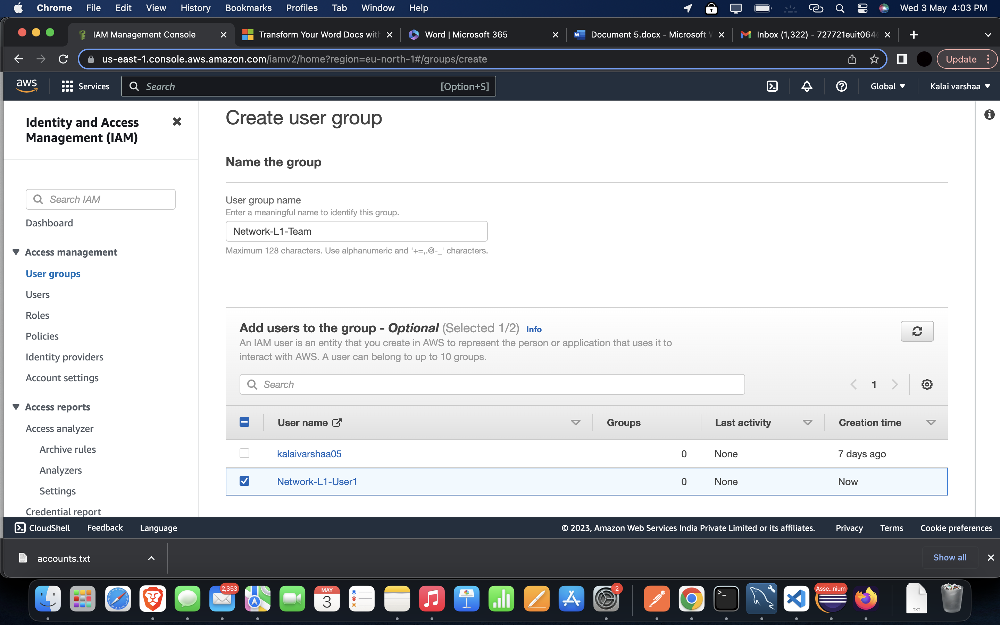 Chrome File Edit View History Bookmarks Profiles Tab Window Help Wed 3 May 4:03 PM
IAM Management Console Transform Your Word Docs with Word | Microsoft 365 Document 5.docx - Microsoft W Inbox (1,322) - 727721euit064@
us-east-1.console.aws.amazon.com/iamv2/home?region=eu-north-1#/groups/create Update
aws Services Search [Option+S] Global Kalai varshaa
Identity and Access
Management (IAM)
Search IAM
Dashboard
Access management
User groups
Users
Roles
Policies
Identity providers
Account settings
Access reports
Access analyzer
Archive rules
Analyzers
Settings
Credential report
Create user group
Name the group
User group name
Enter a meaningful name to identify this group.
Network-L1-Team
Maximum 128 characters. Use alphanumeric and '+=,.@-_' characters.
Add users to the group - Optional (Selected 1/2) Info
An IAM user is an entity that you create in AWS to represent the person or application that uses it to
interact with AWS. A user can belong to up to 10 groups.
Search 1
User name Groups Last activity Creation time
kalaivarshaa05 0 None 7 days ago
Network-L1-User1 0 None Now
CloudShell Feedback Language © 2023, Amazon Web Services India Private Limited or its affiliates. Privacy Terms Cookie preferences
accounts.txt Show all
2,353 MAY 3 2 Asse...nium TXT